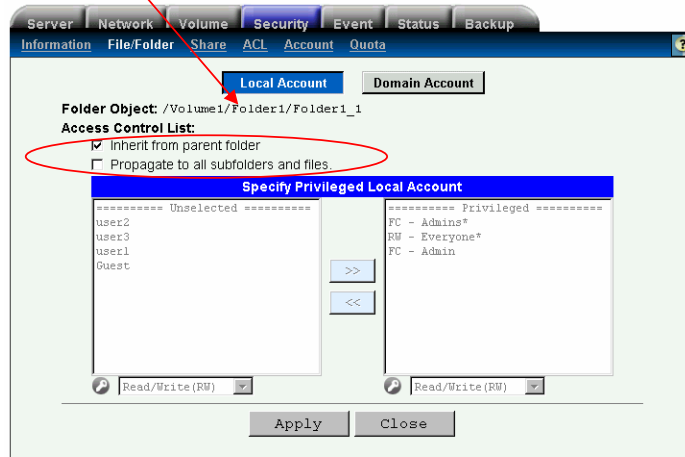 Server Network Volume Security Event Status Backup
Information File/Folder Share ACL Account Quota ?
Local Account Domain Account
Folder Object: /Volume1/Folder1/Folder1_1
Access Control List:
Inherit from parent folder
Propagate to all subfolders and files.
Specify Privileged Local Account
========== Unselected ========== ========== Privileged ==========
user2 FC - Admins*
user3 RW - Everyone*
user1 FC - Admin
Guest
>>
<<
Read/Write(RW) Read/Write(RW)
Apply Close